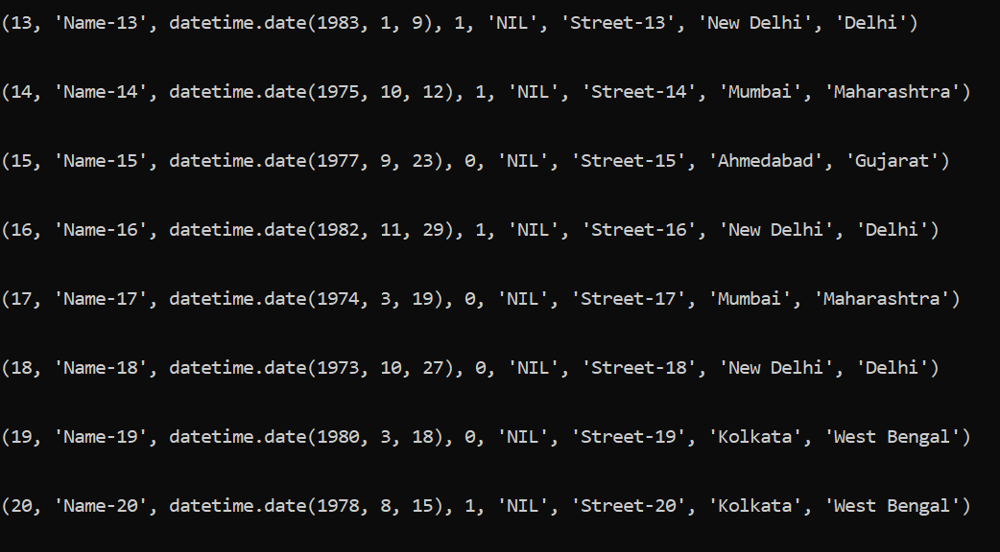 (13, 'Name-13', datetime.date(1983, 1, 9), 1, 'NIL', 'Street-13', 'New Delhi', 'Delhi')
(14, 'Name-14', datetime.date(1975, 10, 12), 1, 'NIL', 'Street-14', 'Mumbai', 'Maharashtra')
(15, 'Name-15', datetime.date(1977, 9, 23), 0, 'NIL', 'Street-15', 'Ahmedabad', 'Gujarat')
(16, 'Name-16', datetime.date(1982, 11, 29), 1, 'NIL', 'Street-16', 'New Delhi', 'Delhi')
(17, 'Name-17', datetime.date(1974, 3, 19), 0, 'NIL', 'Street-17', 'Mumbai', 'Maharashtra')
(18, 'Name-18', datetime.date(1973, 10, 27), 0, 'NIL', 'Street-18', 'New Delhi', 'Delhi')
(19, 'Name-19', datetime.date(1980, 3, 18), 0, 'NIL', 'Street-19', 'Kolkata', 'West Bengal')
(20, 'Name-20', datetime.date(1978, 8, 15), 1, 'NIL', 'Street-20', 'Kolkata', 'West Bengal')